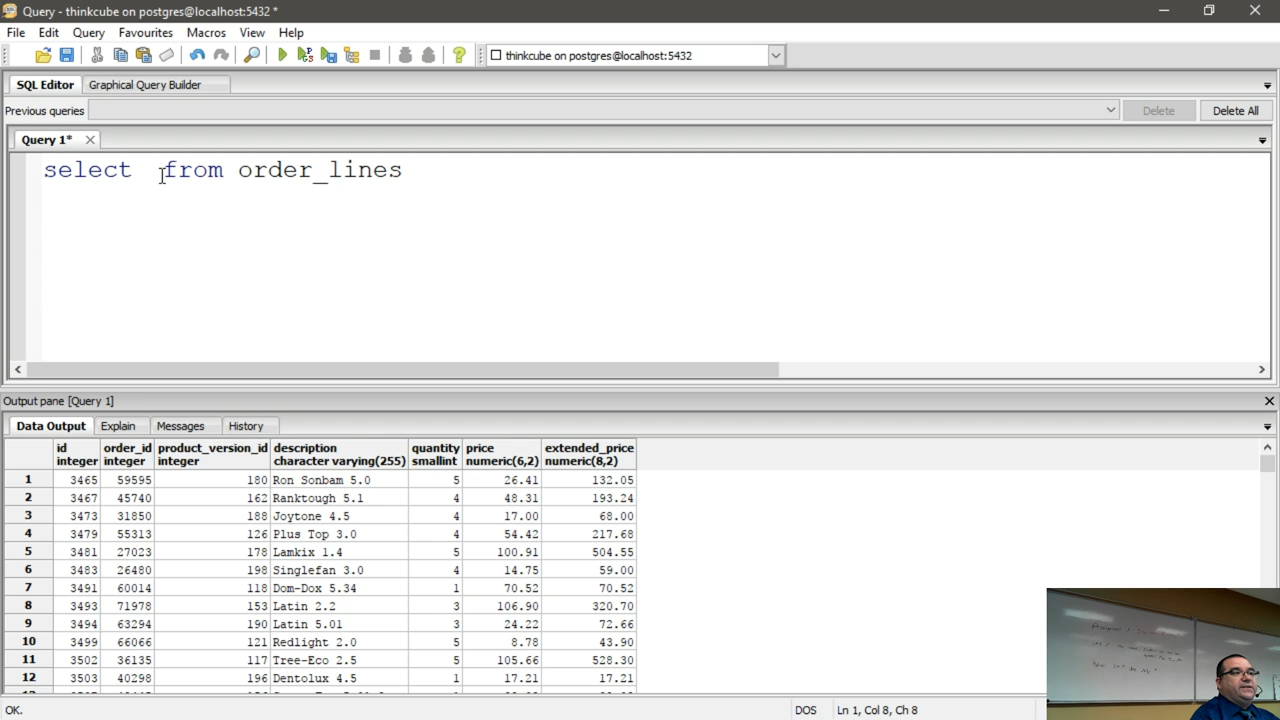 Query - thinkcube on postgres@localhost:5432 *
File Edit Query Favourites Macros View Help
thinkcube on postgres@localhost:5432
SQL Editor Graphical Query Builder
Previous queries Delete Delete All
Query 1*
select from order_lines
Output pane [Query 1]
Data Output Explain Messages History
id order_id product_version_id description quantity price extended_price
integer integer integer character varying(255) smallint numeric(6,2) numeric(8,2)
1 3465 59595 180 Ron Sonbam 5.0 5 26.41 132.05
2 3467 45740 162 Ranktough 5.1 4 48.31 193.24
3 3473 31850 188 Joytone 4.5 4 17.00 68.00
4 3479 55313 126 Plus Top 3.0 4 54.42 217.68
5 3481 27023 178 Lamkix 1.4 5 100.91 504.55
6 3483 26480 198 Singlefan 3.0 4 14.75 59.00
7 3491 60014 118 Dom-Dox 5.34 1 70.52 70.52
8 3493 71978 153 Latin 2.2 3 106.90 320.70
9 3494 63294 190 Latin 5.01 3 24.22 72.66
10 3499 66066 121 Redlight 2.0 5 8.78 43.90
11 3502 36135 117 Tree-Eco 2.5 5 105.66 528.30
12 3503 40298 196 Dentolux 4.5 1 17.21 17.21
OK. DOS Ln 1, Col 8, Ch 8